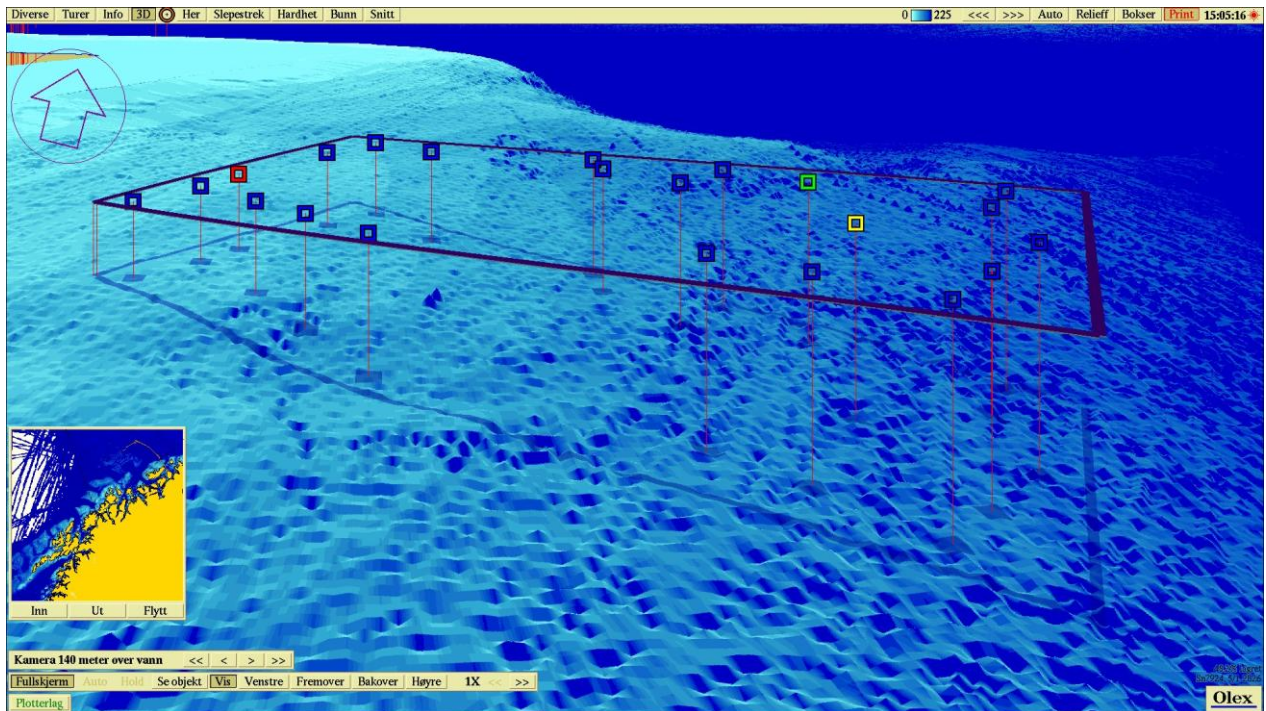 Diverse Turer Info 3D Her Slepestrek Hardhet Bunn Snitt 0 225 <<< >>> Auto Relieff Bokser Print 15:05:16
Inn Ut Flytt
Kamera 140 meter over vann << < > >>
Fullskjerm Auto Hold Se objekt Vis Venstre Fremover Bakover Høyre 1X << >>
Plotterlag
Olex